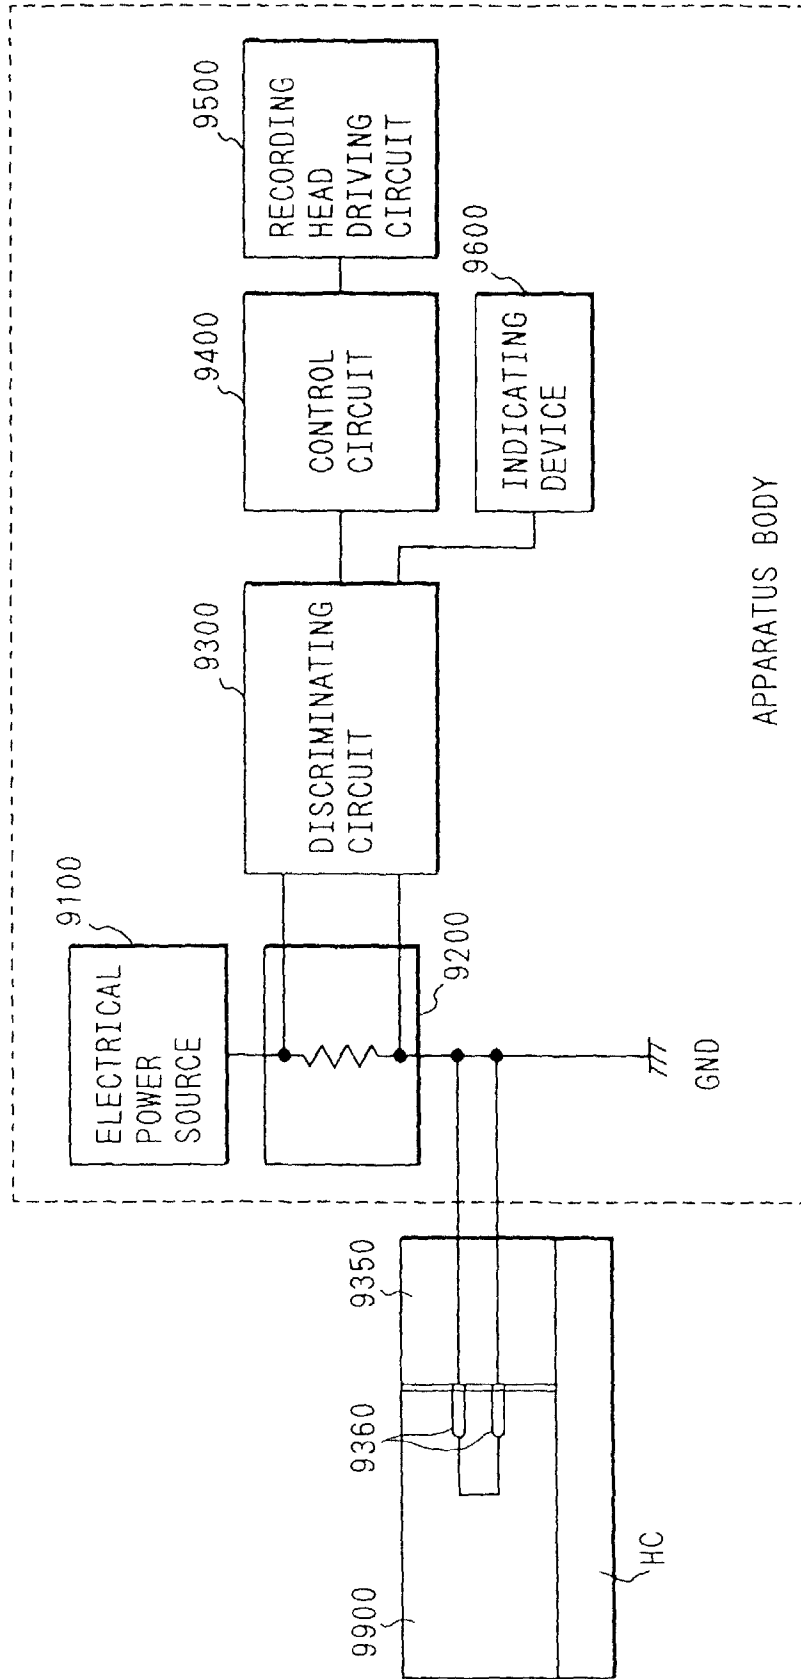 9100
ELECTRICAL
POWER
SOURCE
9200
GND
9300
DISCRIMINATING
CIRCUIT
9400
CONTROL
CIRCUIT
9500
RECORDING
HEAD
DRIVING
CIRCUIT
9600
INDICATING
DEVICE
9900
9360
9350
HC
APPARATUS BODY